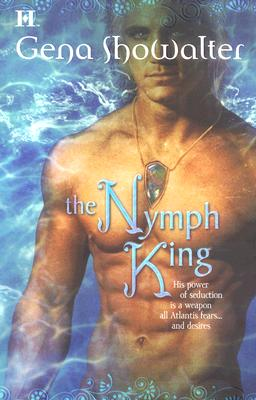 H
Gena Showalter
the Nymph
King
His power
of seduction
is a weapon
all Atlantis fears...
and desires